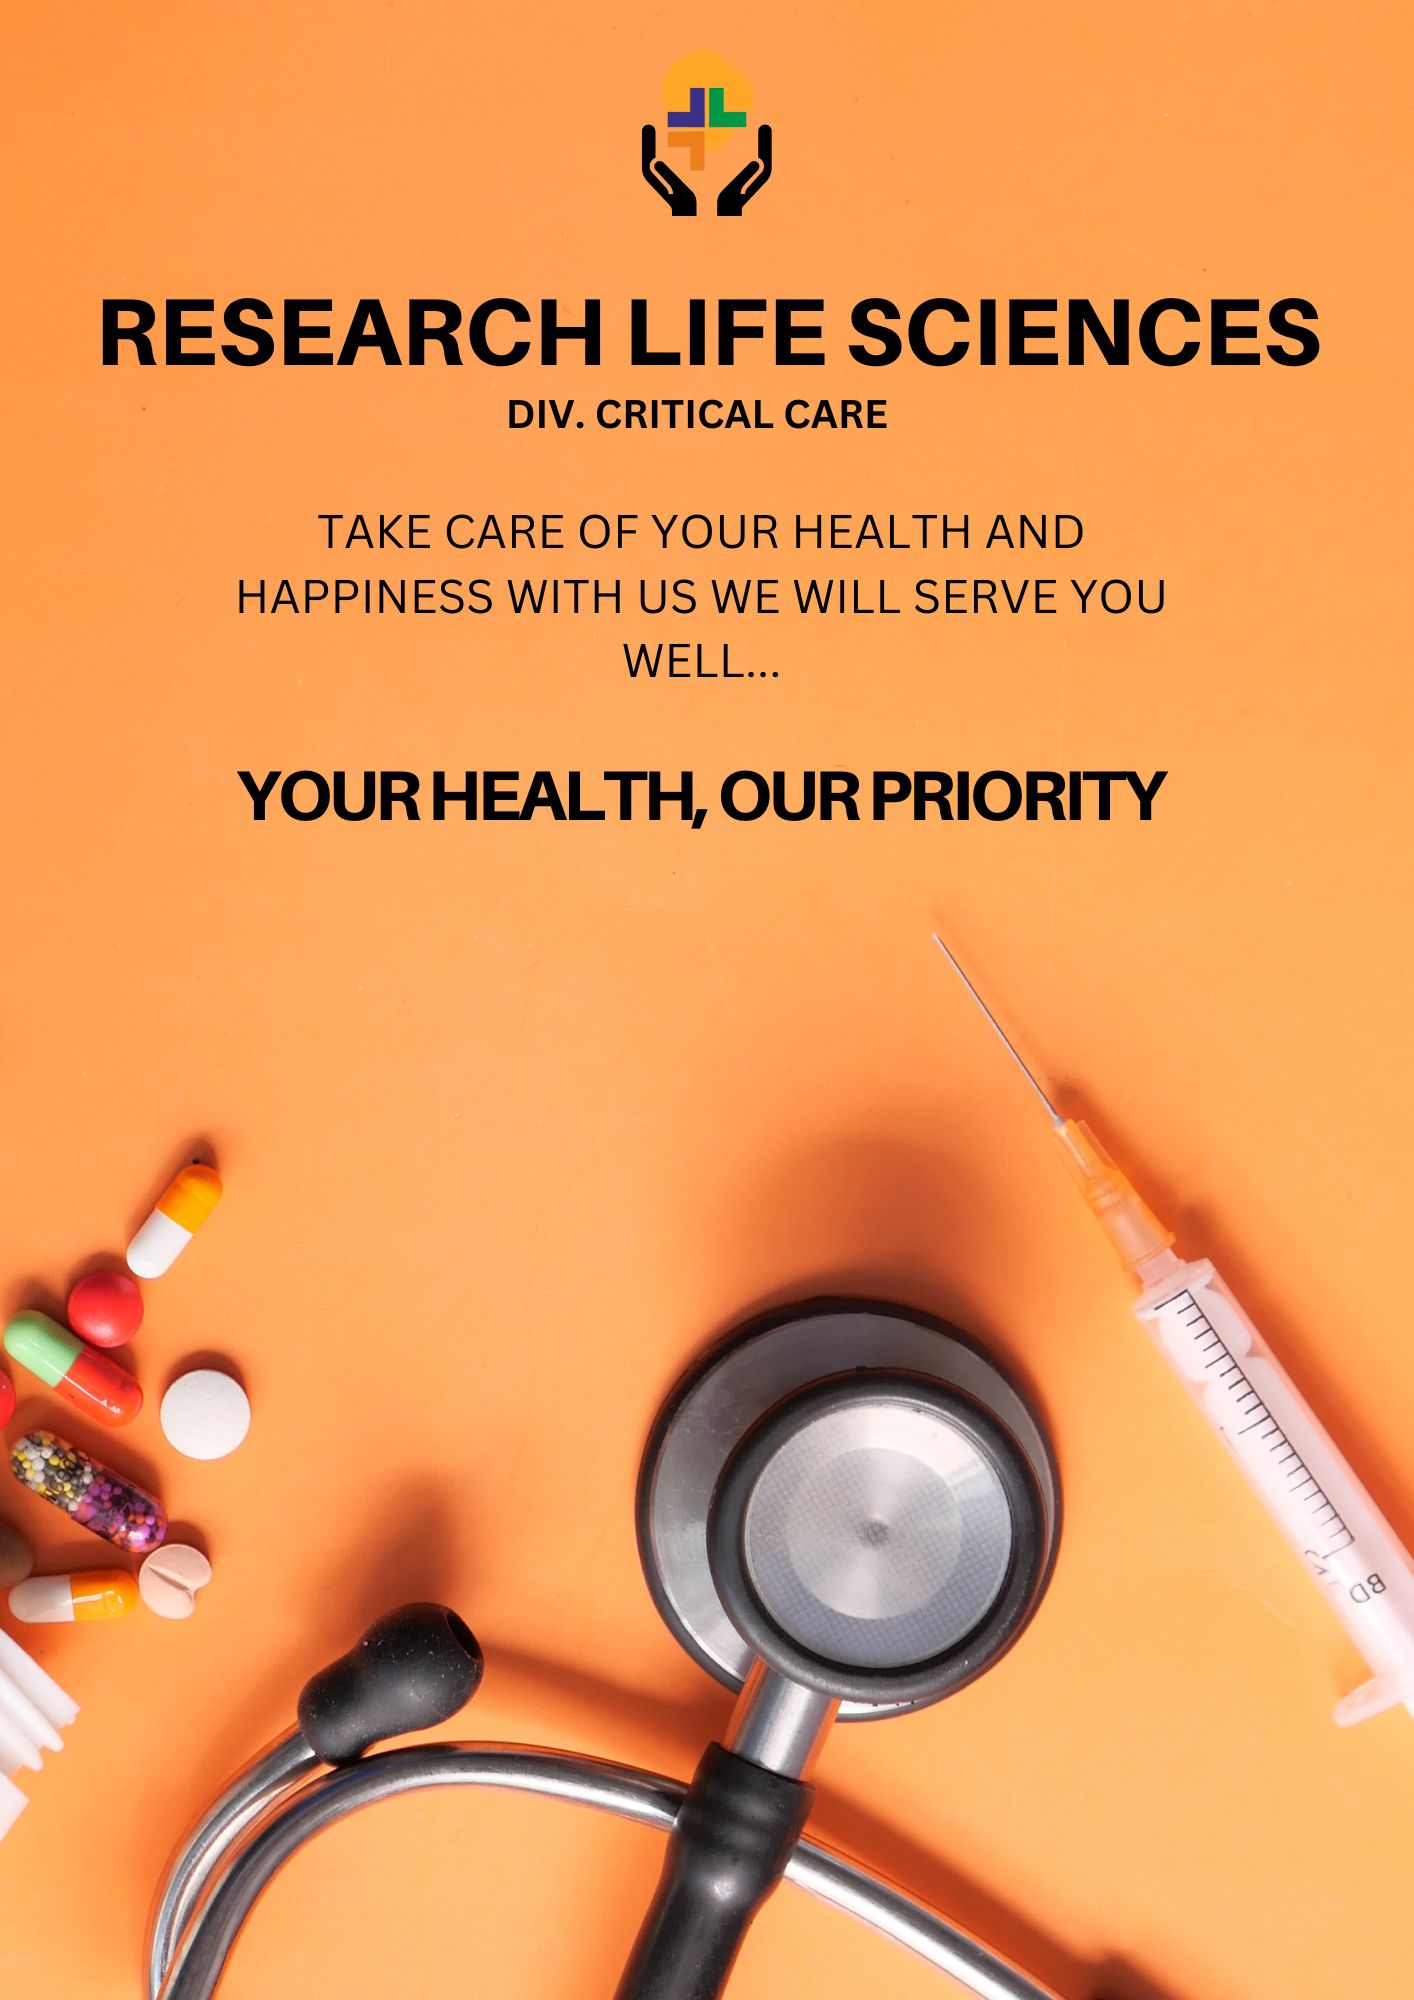 RESEARCH LIFE SCIENCES
DIV. CRITICAL CARE
TAKE CARE OF YOUR HEALTH AND
HAPPINESS WITH US WE WILL SERVE YOU
WELL...
YOUR HEALTH, OUR PRIORITY
BD